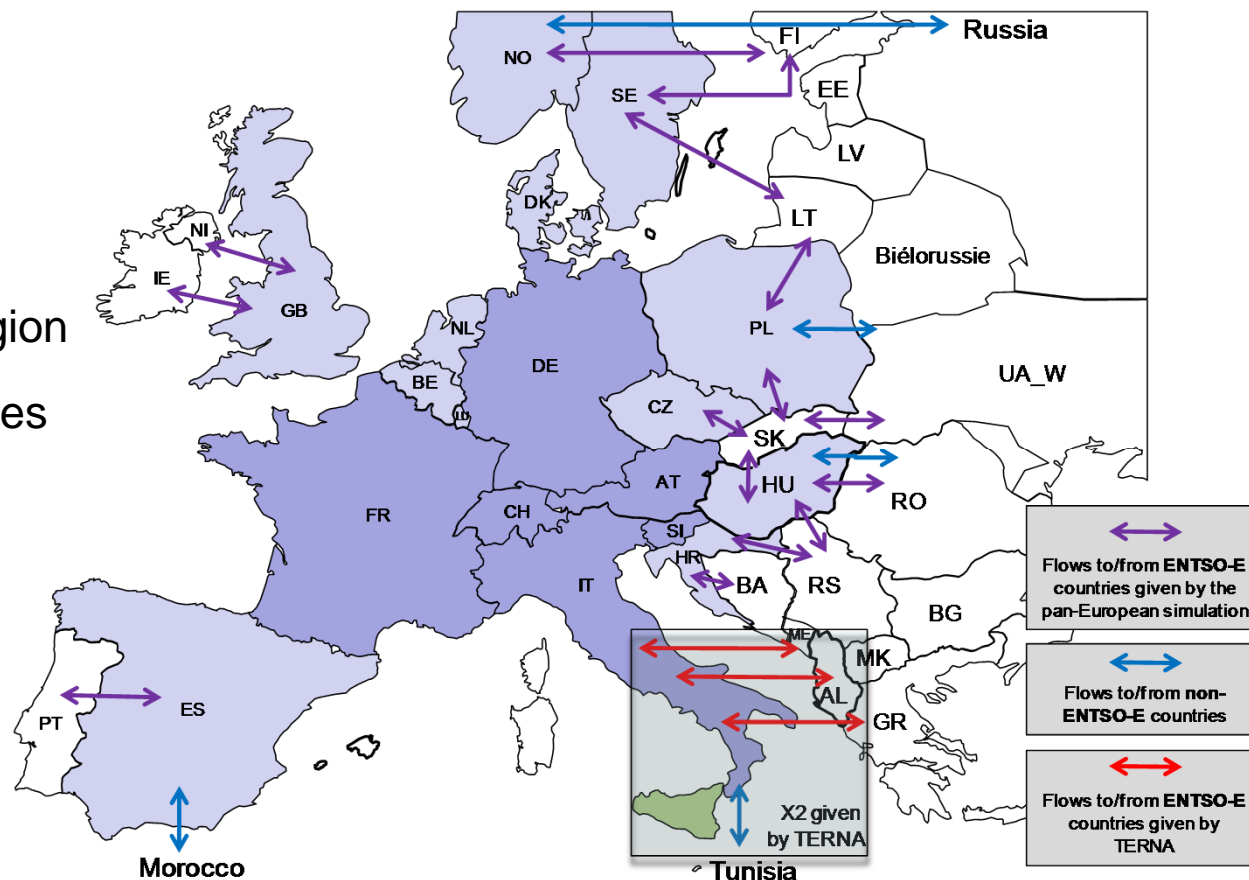 Russia
FI
NO
SE
EE
LV
DK
LT
NI
IE
GB
Biélorussie
gion
NL
PL
DE
BE
UA_W
es
CZ
LU
SK
AT
HU
FR
CH
RO
SI
HR
IT
BA
RS
BG
ME
MK
AL
PT
ES
GR
X2 given
by TERNA
Morocco
Tunisia
Flows to/from ENTSO-E
countries given by the
pan-European simulation
Flows to/from non-
ENTSO-E countries
Flows to/from ENTSO-E
countries given by
TERNA